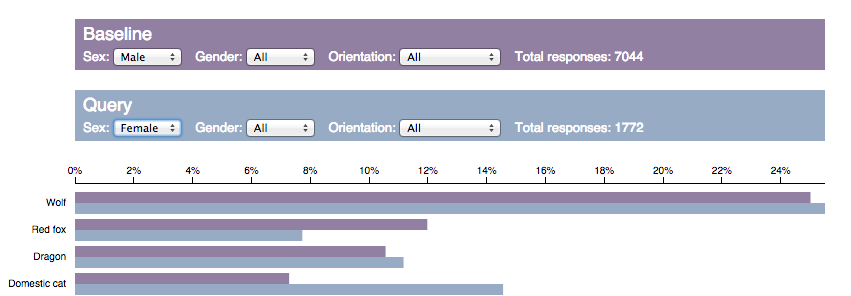 Baseline
Sex: Male Gender: All Orientation: All Total responses: 7044
Query
Sex: Female Gender: All Orientation: All Total responses: 1772
0% 2% 4% 6% 8% 10% 12% 14% 16% 18% 20% 22% 24%
Wolf
Red fox
Dragon
Domestic cat